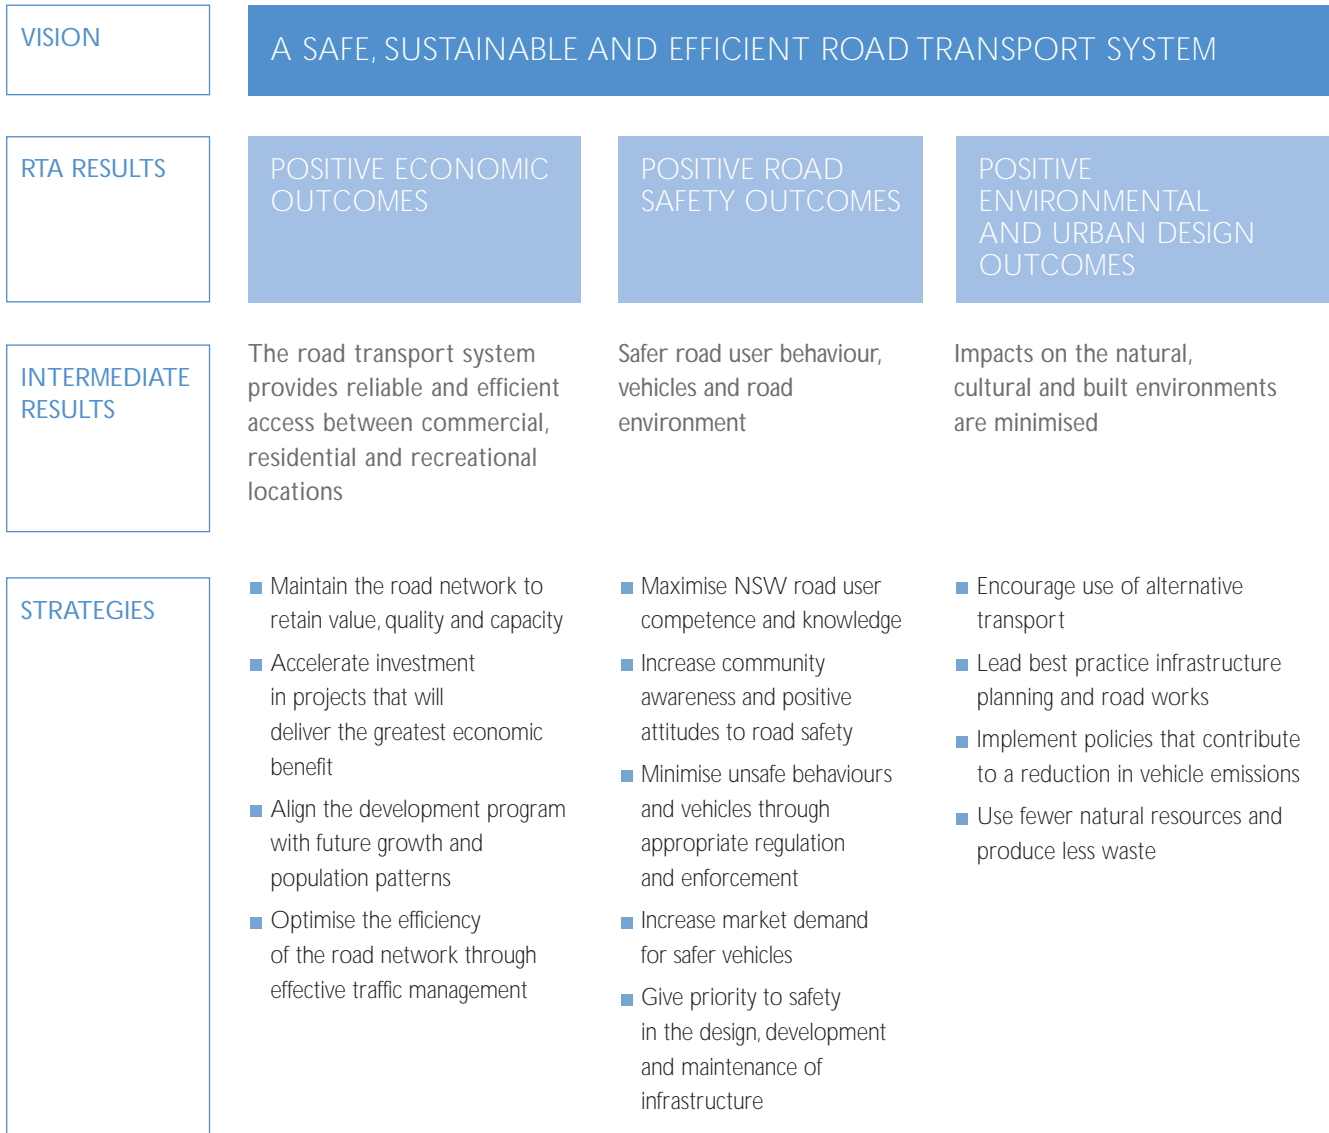 VISION
A SAFE, SUSTAINABLE AND EFFICIENT ROAD TRANSPORT SYSTEM
RTA RESULTS
POSITIVE ECONOMIC
OUTCOMES
POSITIVE ROAD
SAFETY OUTCOMES
POSITIVE
ENVIRONMENTAL
AND URBAN DESIGN
OUTCOMES
INTERMEDIATE
RESULTS
The road transport system
provides reliable and efficient
access between commercial,
residential and recreational
locations
Safer road user behaviour,
vehicles and road
environment
Impacts on the natural,
cultural and built environments
are minimised
STRATEGIES
Maintain the road network to
retain value, quality and capacity
Accelerate investment
in projects that will
deliver the greatest economic
benefit
Align the development program
with future growth and
population patterns
Optimise the efficiency
of the road network through
effective traffic management
Maximise NSW road user
competence and knowledge
Increase community
awareness and positive
attitudes to road safety
Minimise unsafe behaviours
and vehicles through
appropriate regulation
and enforcement
Increase market demand
for safer vehicles
Give priority to safety
in the design, development
and maintenance of
infrastructure
Encourage use of alternative
transport
Lead best practice infrastructure
planning and road works
Implement policies that contribute
to a reduction in vehicle emissions
Use fewer natural resources and
produce less waste